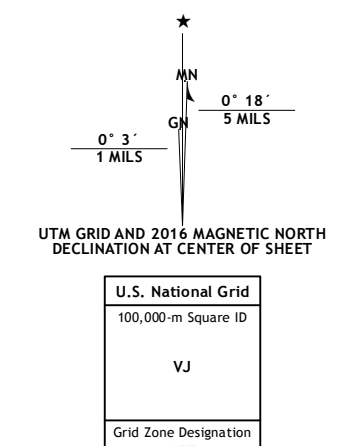 ★
MN
0° 18´
5 MILS
GN
0° 3´
1 MILS
UTM GRID AND 2016 MAGNETIC NORTH
DECLINATION AT CENTER OF SHEET
U.S. National Grid
100,000-m Square ID
VJ
Grid Zone Designation